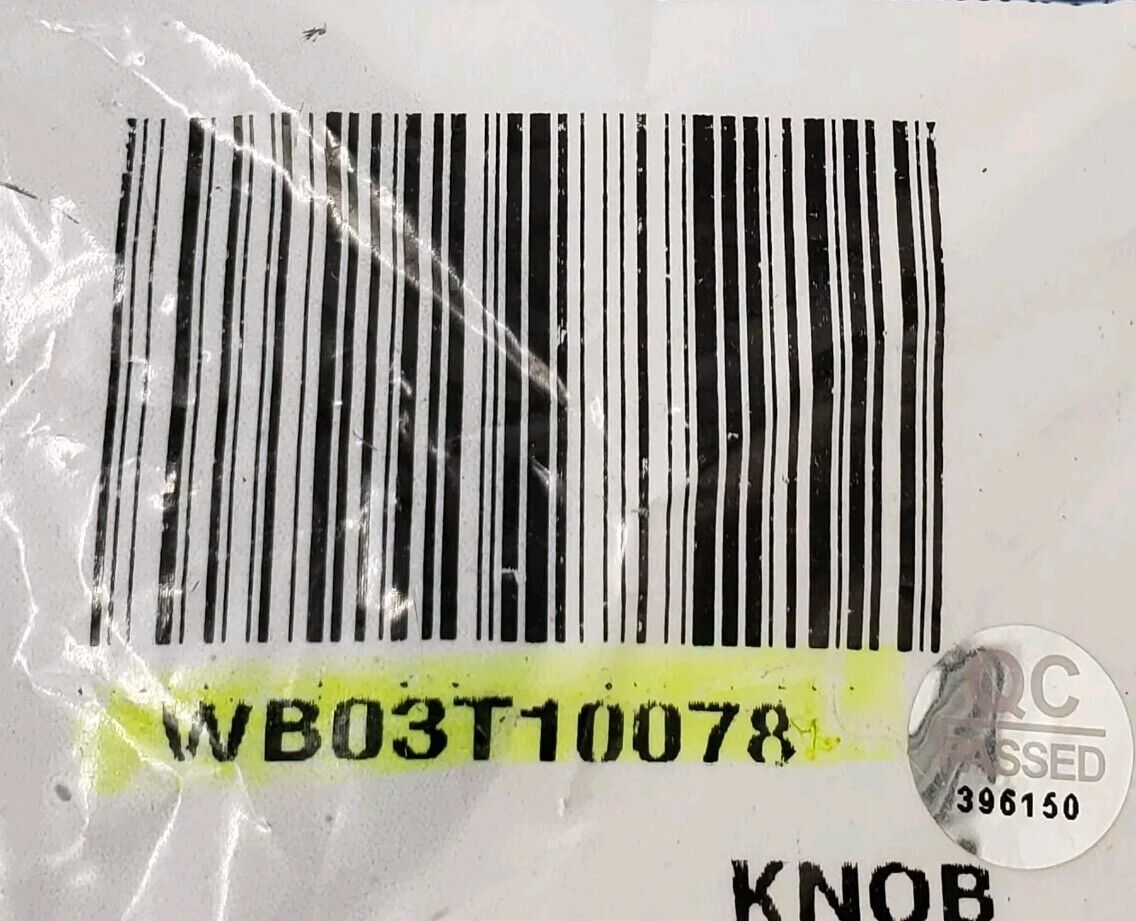 WB03T10078
QC
PASSED
396150
KNOB